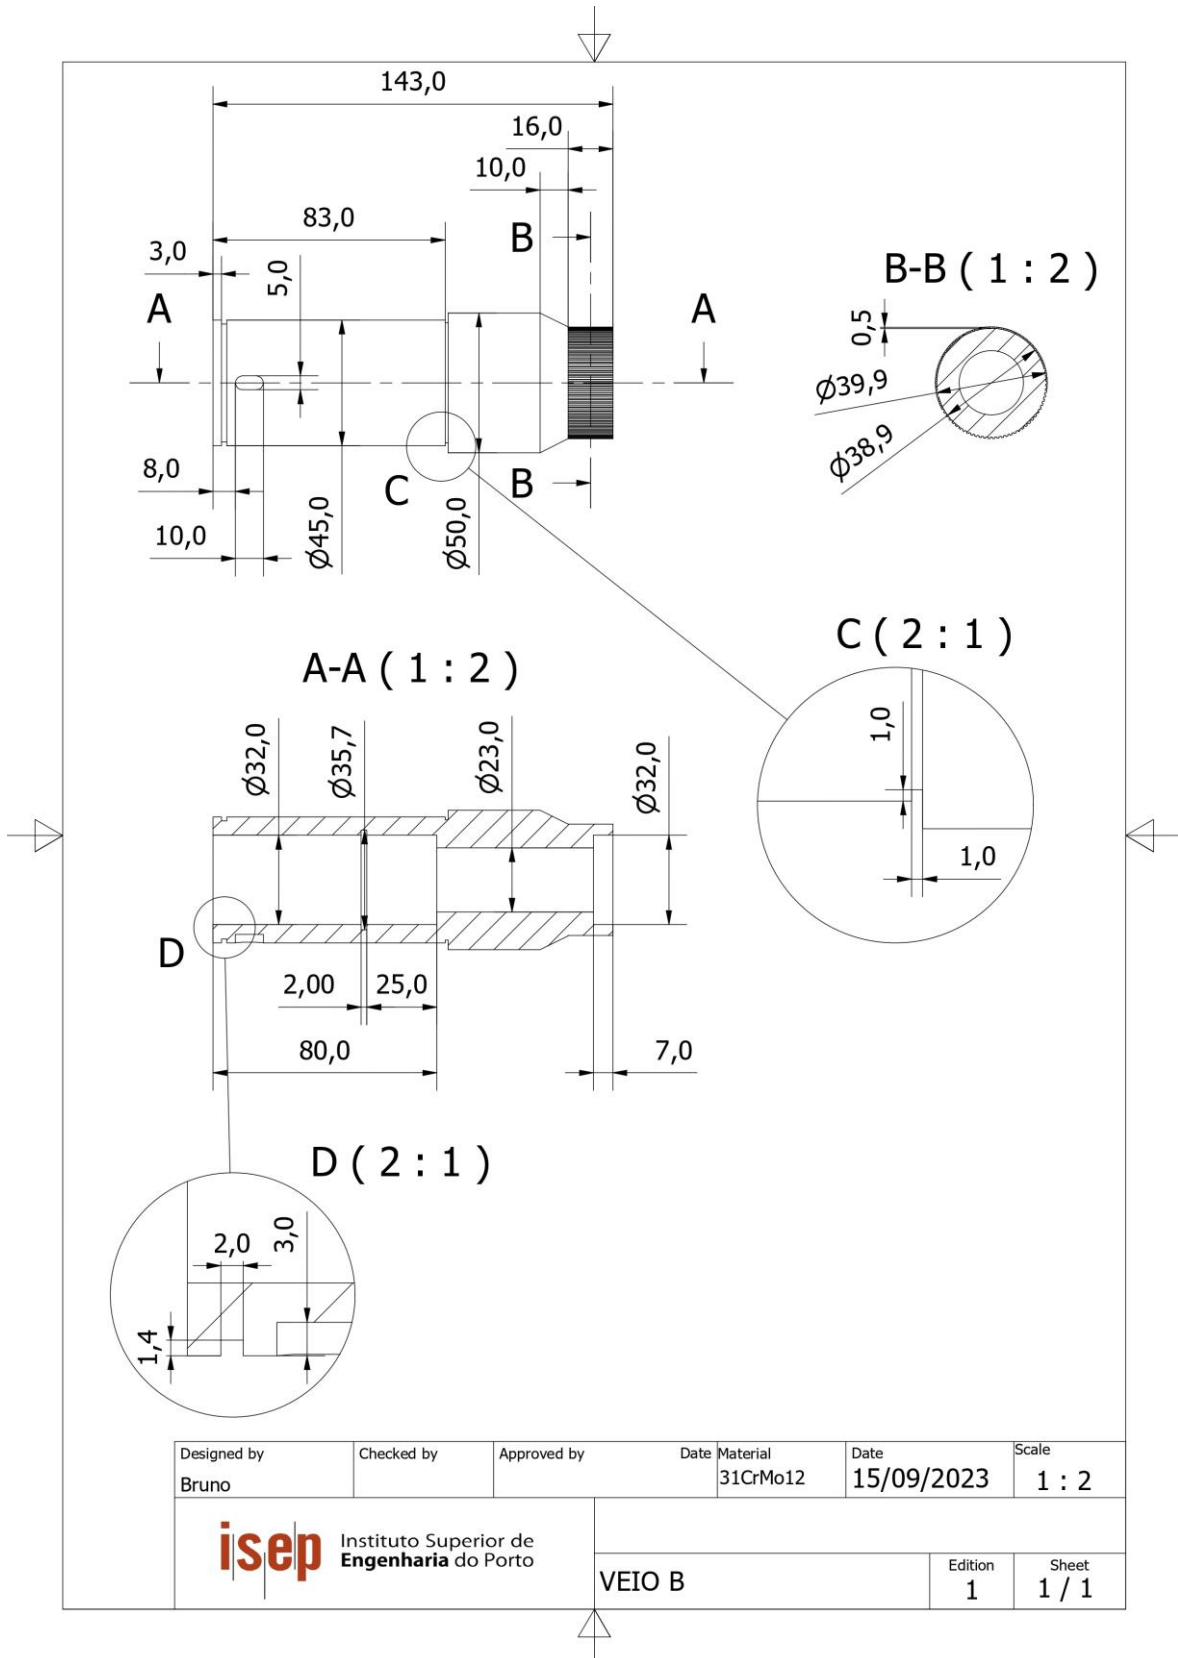 143,0
16,0
10,0
83,0
B
3,0
5,0
B-B ( 1 : 2 )
A
A
0,5
Ø39,9
Ø38,9
8,0
C
B
10,0
Ø45,0
Ø50,0
C ( 2 : 1 )
A-A ( 1 : 2 )
1,0
Ø32,0
Ø35,7
Ø23,0
Ø32,0
1,0
D
2,00
25,0
80,0
7,0
D ( 2 : 1 )
2,0
3,0
1,4
Designed by
Checked by
Approved by
Date
Material
Date
Scale
Bruno
31CrMo12
15/09/2023
1 : 2
isep
Instituto Superior de
Engenharia do Porto
VEIO B
Edition
1
Sheet
1 / 1